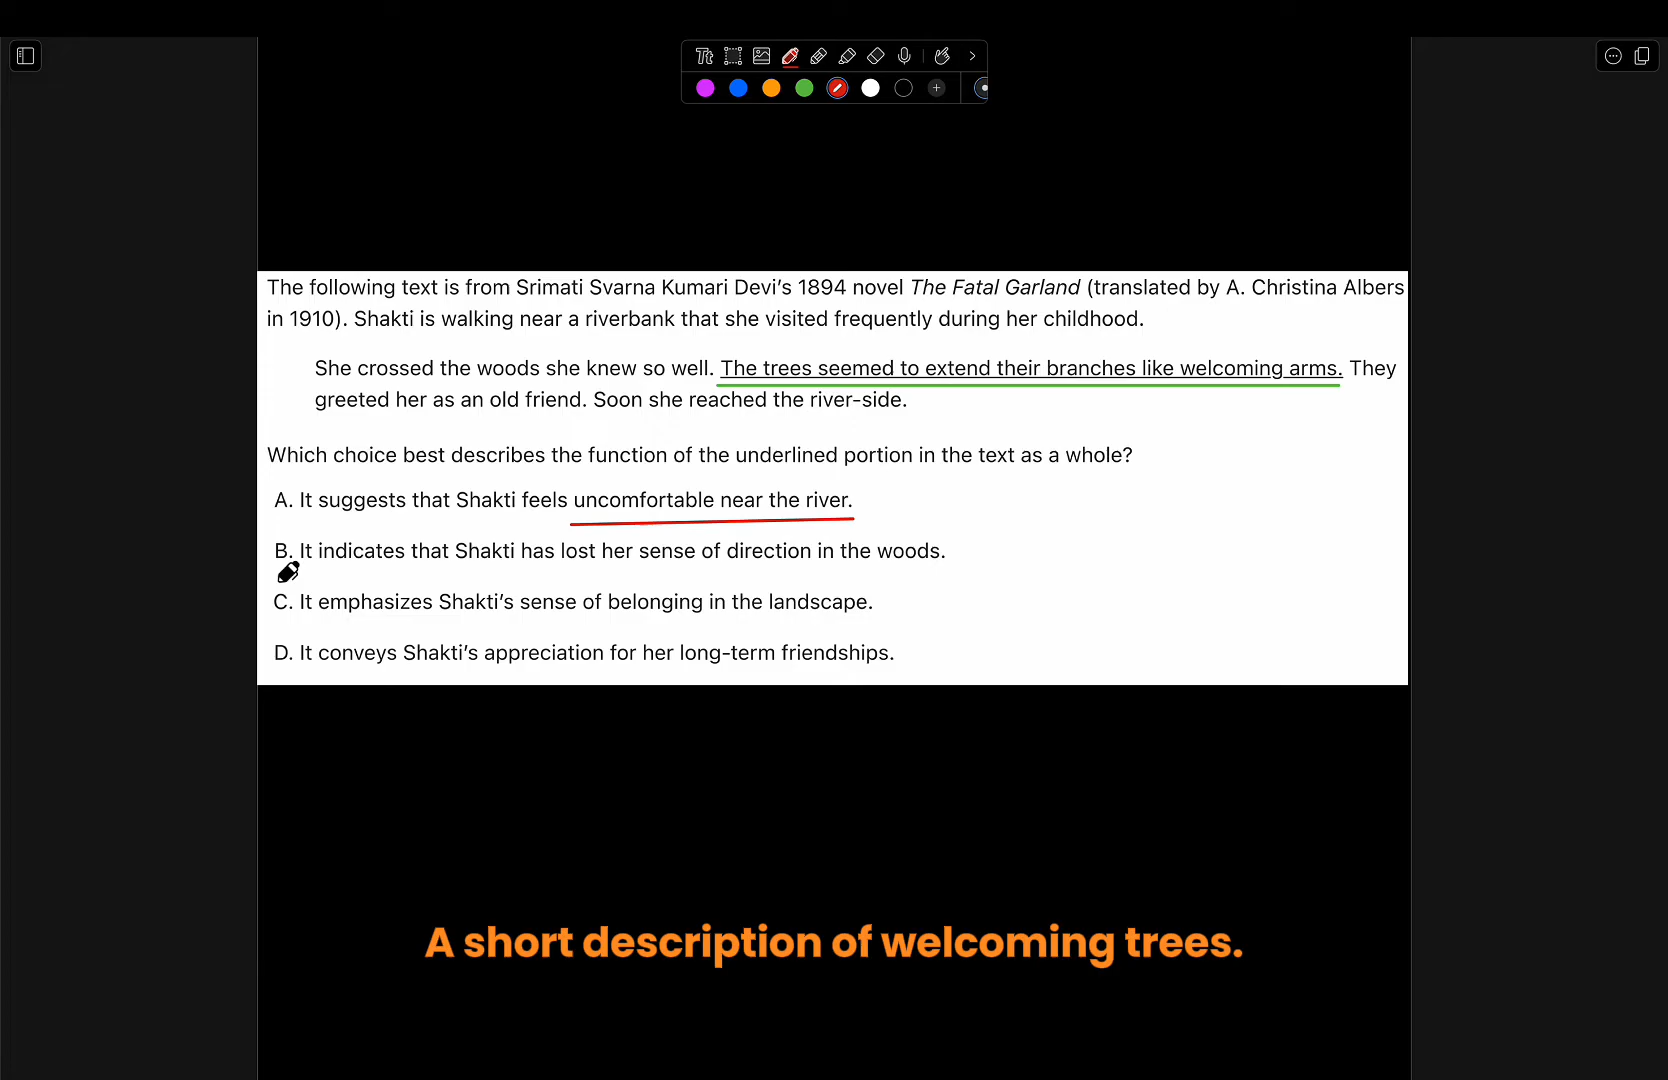 Tt
The following text is from Srimati Svarna Kumari Devi’s 1894 novel The Fatal Garland (translated by A. Christina Albers
in 1910). Shakti is walking near a riverbank that she visited frequently during her childhood.
She crossed the woods she knew so well. The trees seemed to extend their branches like welcoming arms. They
greeted her as an old friend. Soon she reached the river-side.
Which choice best describes the function of the underlined portion in the text as a whole?
A. It suggests that Shakti feels uncomfortable near the river.
B. It indicates that Shakti has lost her sense of direction in the woods.
C. It emphasizes Shakti’s sense of belonging in the landscape.
D. It conveys Shakti’s appreciation for her long-term friendships.
A short description of welcoming trees.